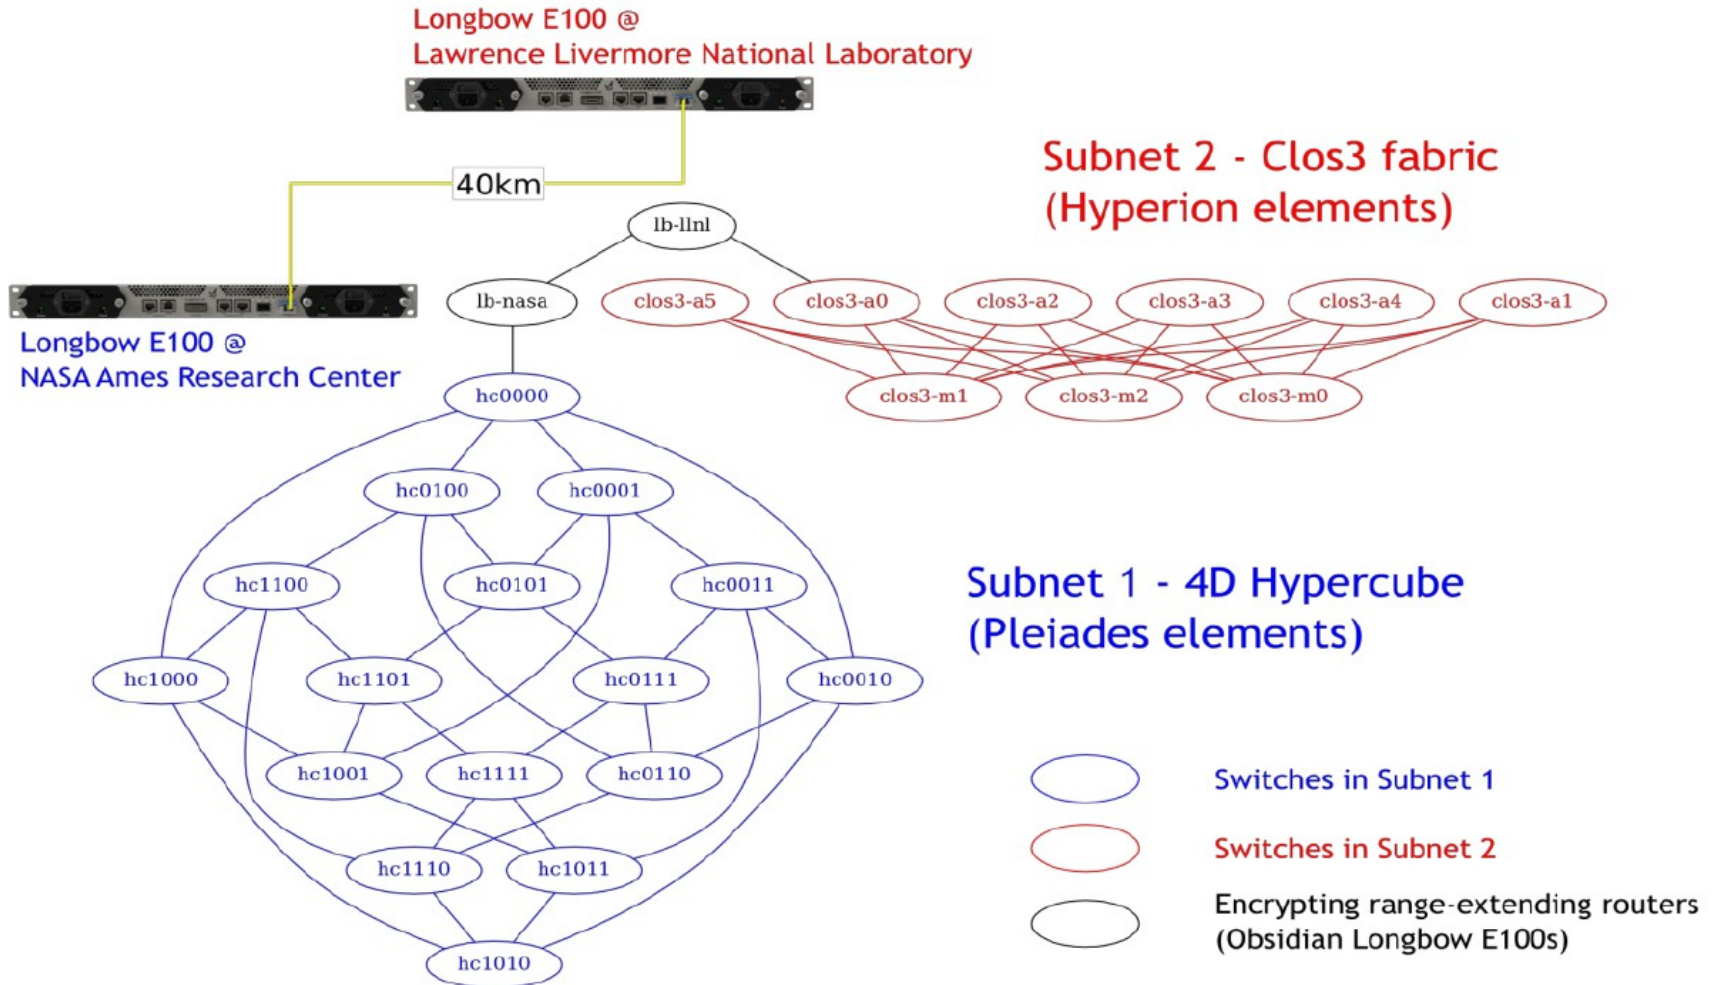 Longbow E100 @
Lawrence Livermore National Laboratory
40km
Subnet 2 - Clos3 fabric
(Hyperion elements)
lb-llnl
lb-nasa
clos3-a5
clos3-a0
clos3-a2
clos3-a3
clos3-a4
clos3-a1
Longbow E100 @
NASA Ames Research Center
hc0000
clos3-m1
clos3-m2
clos3-m0
hc0100
hc0001
hc1100
hc0101
hc0011
Subnet 1 - 4D Hypercube
(Pleiades elements)
hc1000
hc1101
hc0111
hc0010
hc1001
hc1111
hc0110
Switches in Subnet 1
hc1110
hc1011
Switches in Subnet 2
Encrypting range-extending routers
(Obsidian Longbow E100s)
hc1010